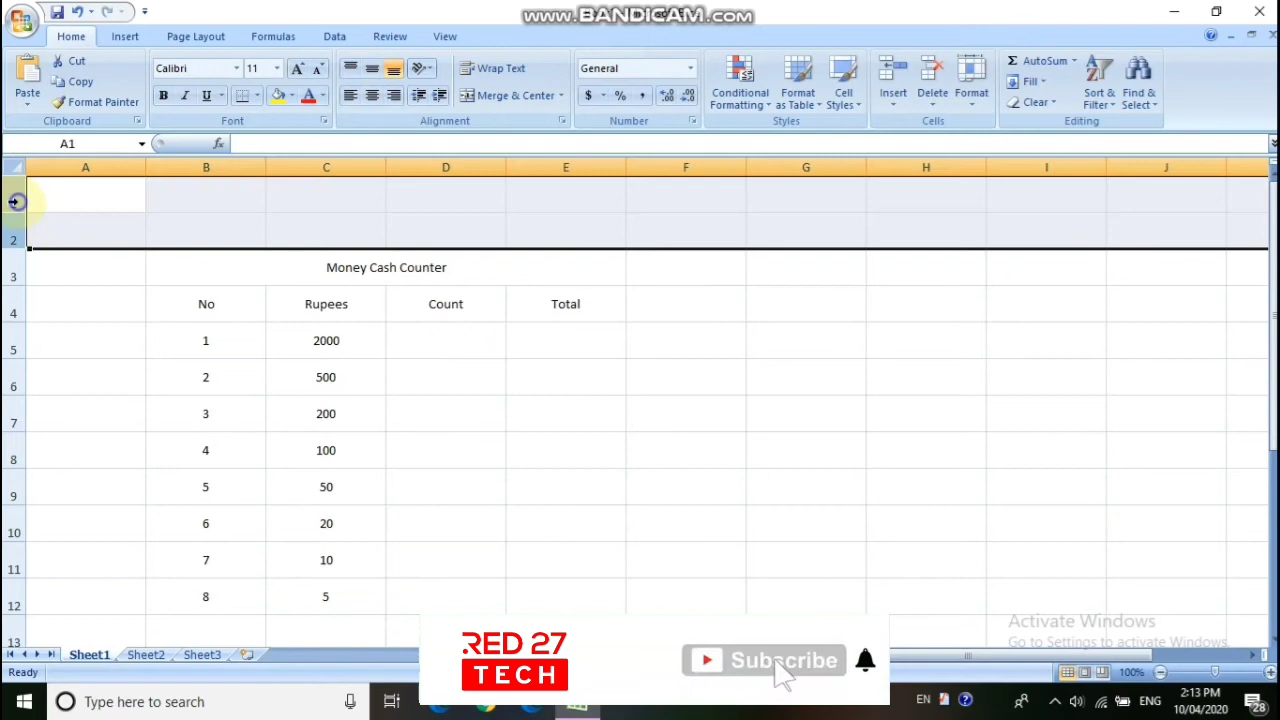 www.BANDICAM.com
Home Insert Page Layout Formulas Data Review View
Paste
Cut
Copy
Format Painter
Clipboard
Calibri 11
B I U
Font
Wrap Text
Merge & Center
Alignment
General
$ % ,
Number
Conditional Formatting
Format as Table
Cell Styles
Styles
Insert Delete Format
Cells
Σ AutoSum
Fill
Clear
Sort & Filter
Find & Select
Editing
A1 fx
A B C D E F G H I J
2
3 Money Cash Counter
4 No Rupees Count Total
5 1 2000
6 2 500
7 3 200
8 4 100
9 5 50
10 6 20
11 7 10
12 8 5
13
Activate Windows
Go to Settings to activate Windows.
Sheet1 Sheet2 Sheet3
Ready 100%
RED 27
TECH
Subscribe
Type here to search
EN ENG
2:13 PM
10/04/2020
28